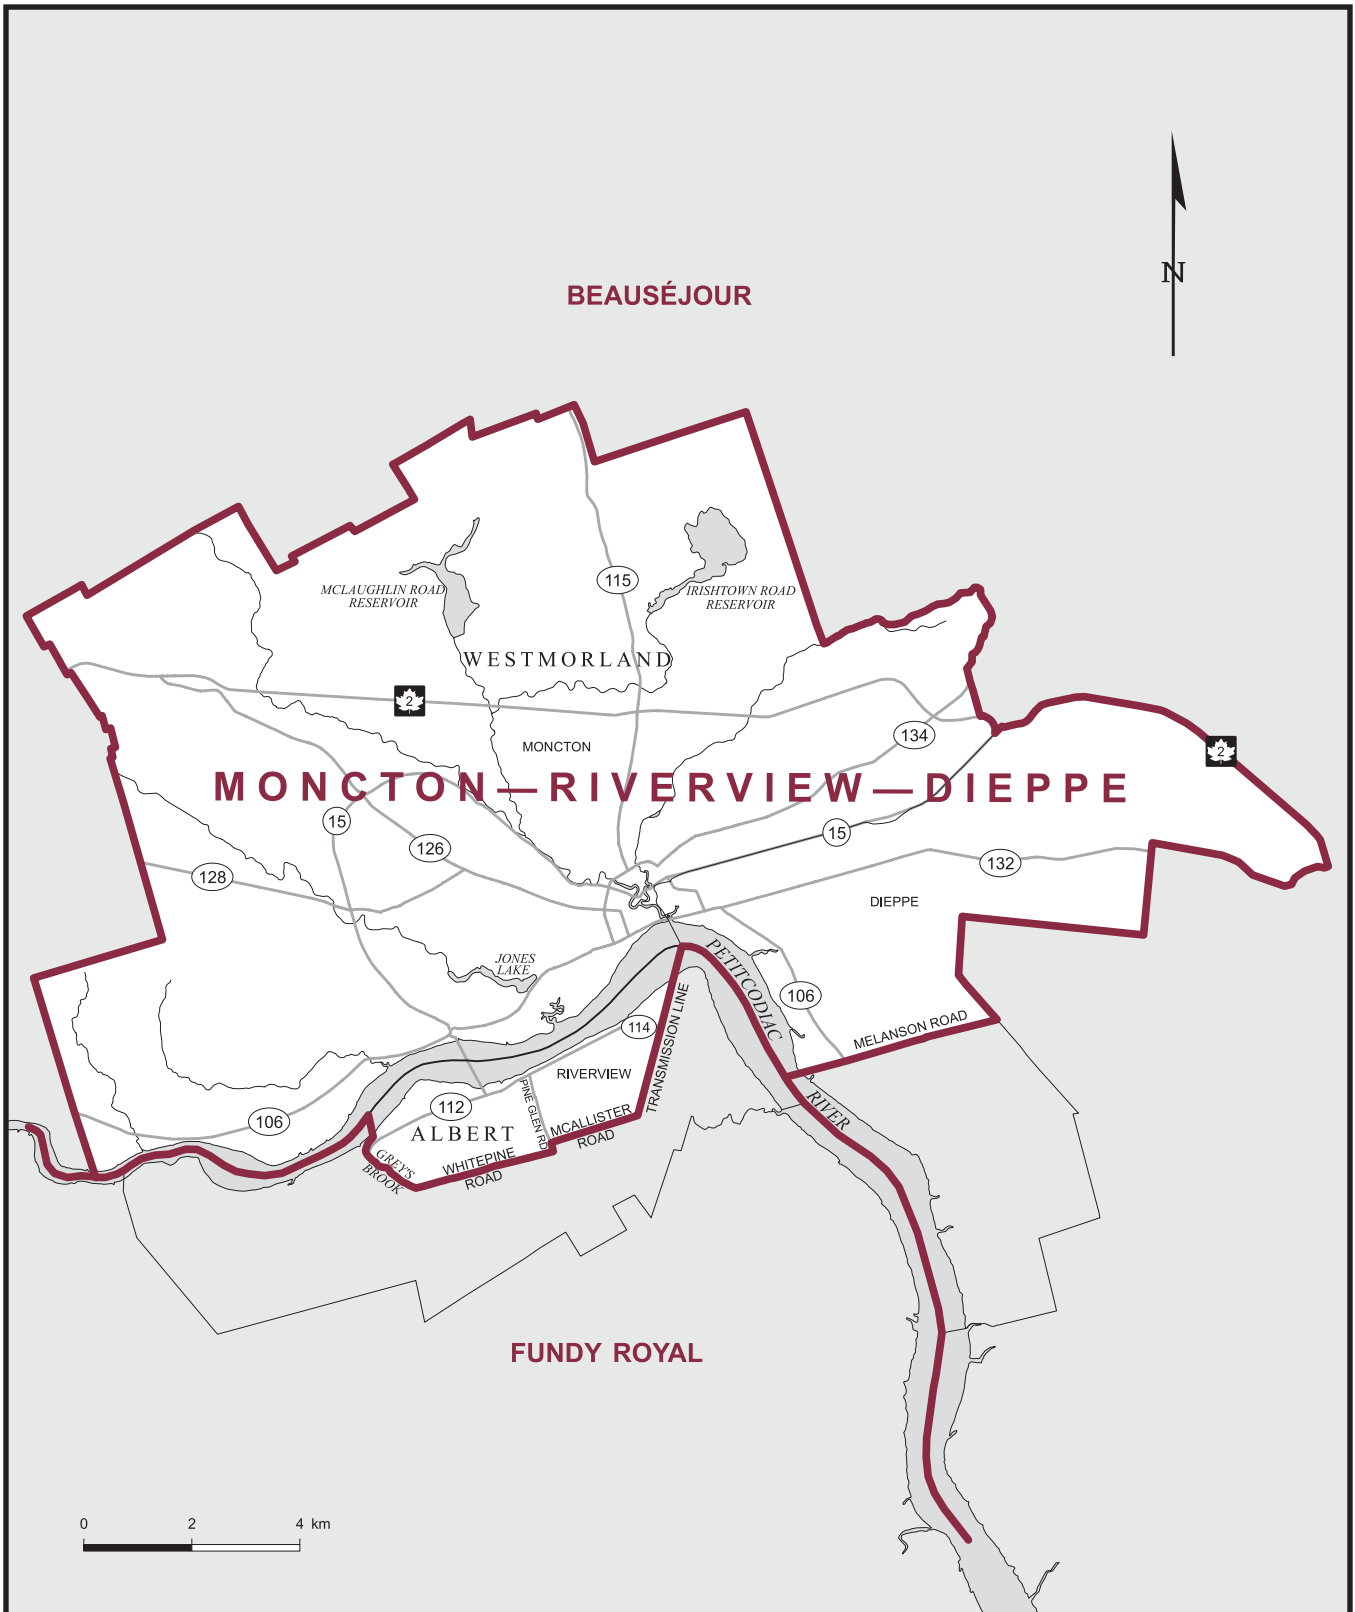 N
BEAUSÉJOUR
115
MCLAUGHLIN ROAD
RESERVOIR
IRISHTOWN ROAD
RESERVOIR
WESTMORLAND
2
134
MONCTON
2
MONCTON—RIVERVIEW—DIEPPE
15
15
126
132
128
DIEPPE
JONES
LAKE
PETITCODIAC
RIVER
106
114
TRANSMISSION LINE
MELANSON ROAD
RIVERVIEW
PINE GLEN RD
112
106
MCALLISTER
ROAD
ALBERT
GREY'S
BROOK
WHITEPINE
ROAD
FUNDY ROYAL
0 2 4 km